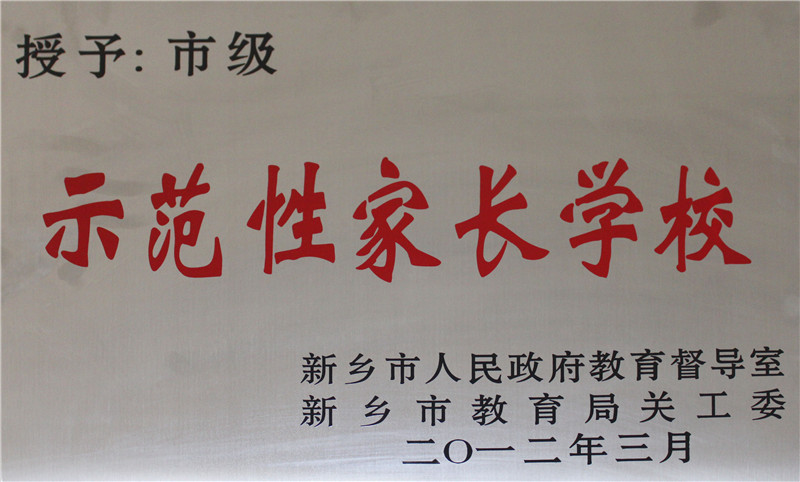 授予：市级
示范性家长学校
新乡市人民政府教育督导室
新乡市教育局关工委
二〇一二年三月